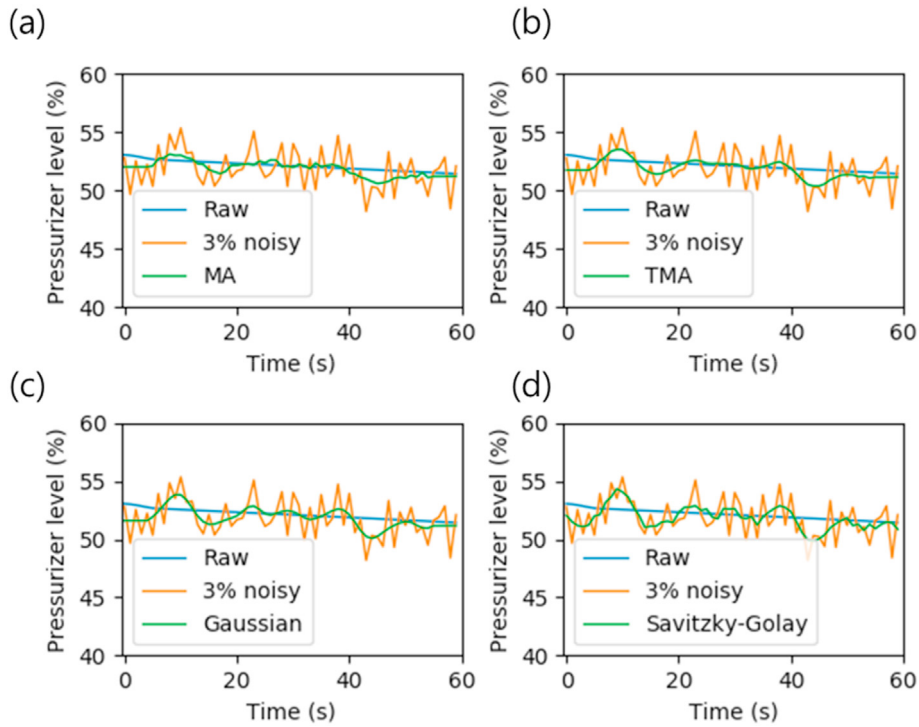 (a)
Pressurizer level (%)
60
55
50
45
40
Raw
3% noisy
MA
0 20 40 60
Time (s)
(b)
Pressurizer level (%)
60
55
50
45
40
Raw
3% noisy
TMA
0 20 40 60
Time (s)
(c)
Pressurizer level (%)
60
55
50
45
40
Raw
3% noisy
Gaussian
0 20 40 60
Time (s)
(d)
Pressurizer level (%)
60
55
50
45
40
Raw
3% noisy
Savitzky-Golay
0 20 40 60
Time (s)